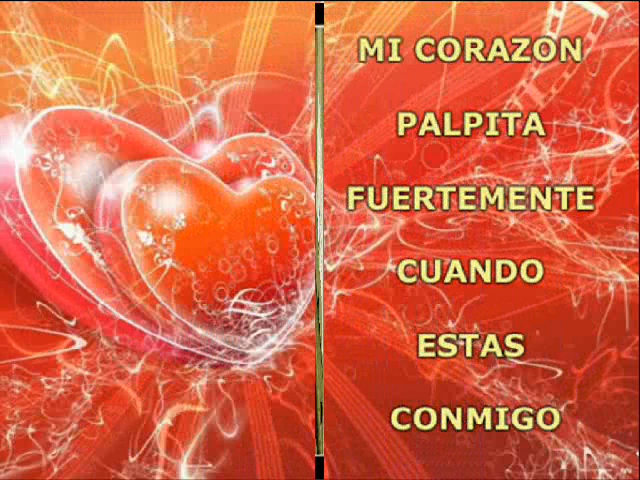 MI CORAZON
PALPITA
FUERTEMENTE
CUANDO
ESTAS
CONMIGO